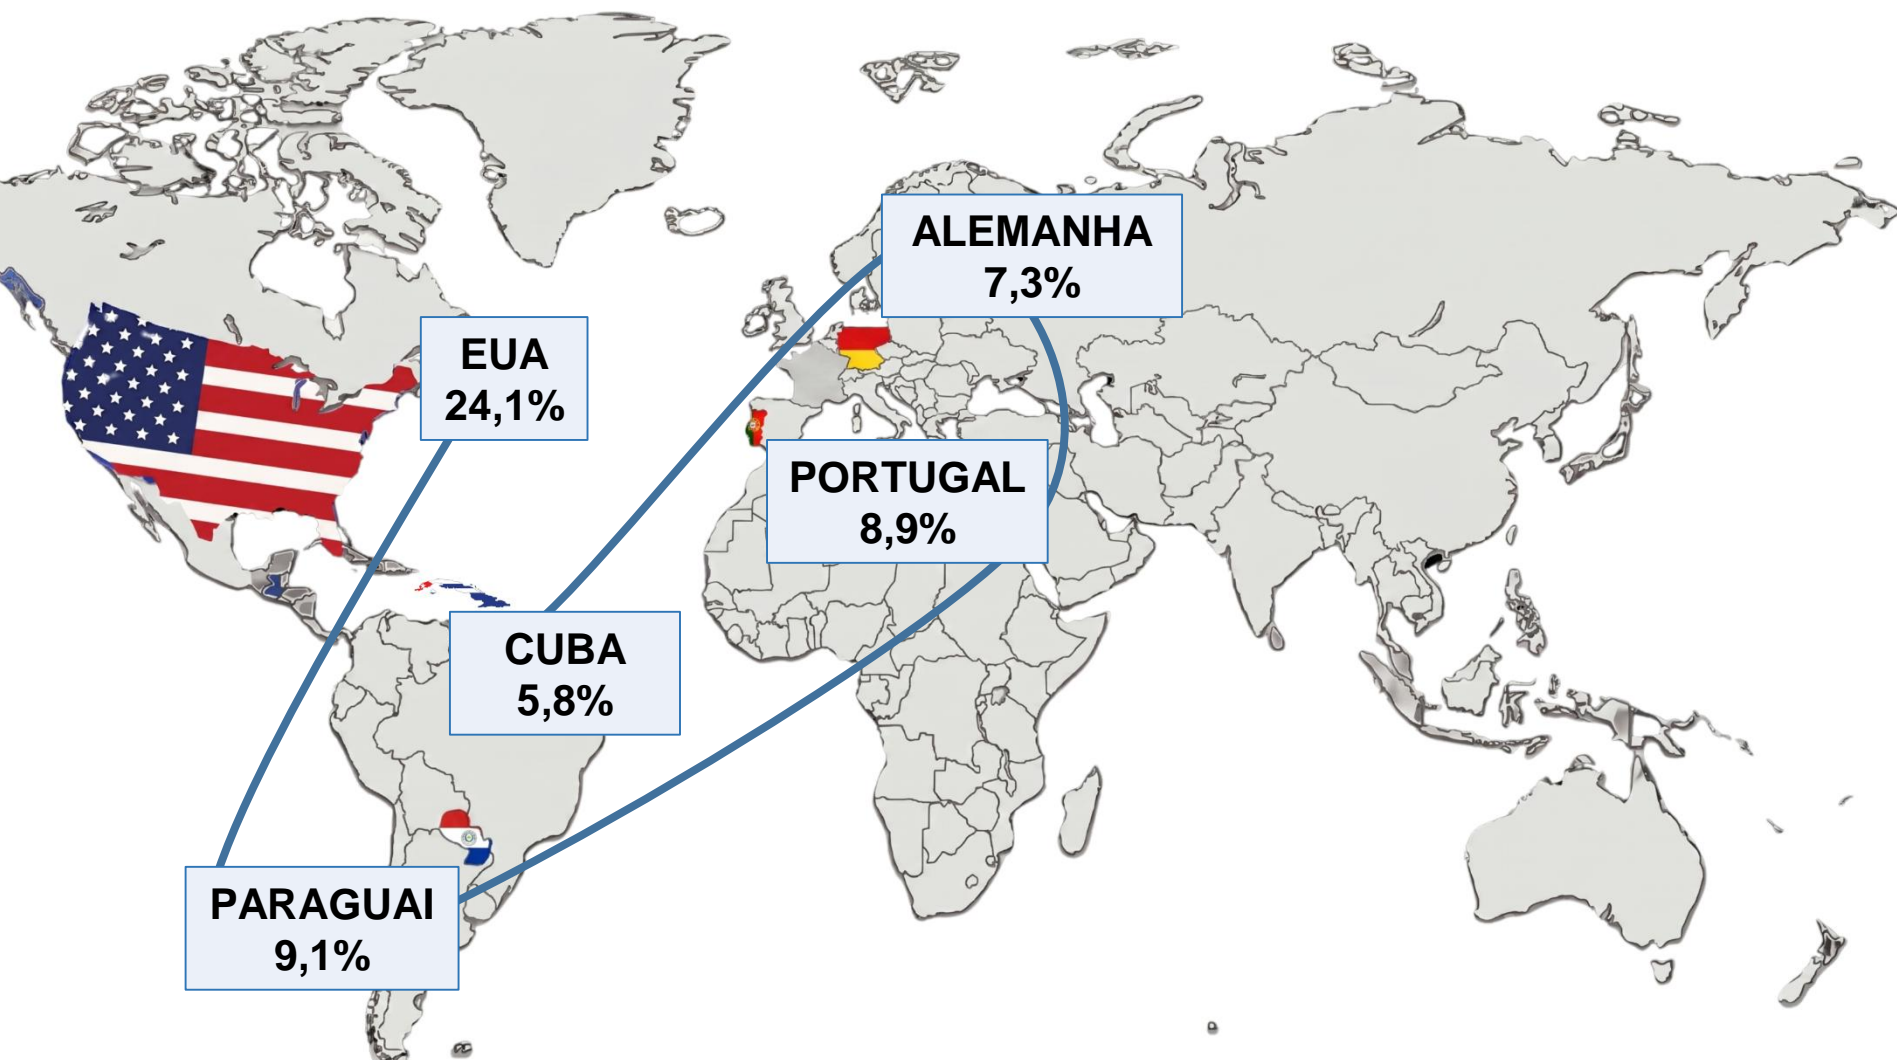 ALEMANHA
7,3%
EUA
24,1%
PORTUGAL
8,9%
CUBA
5,8%
PARAGUAI
9,1%